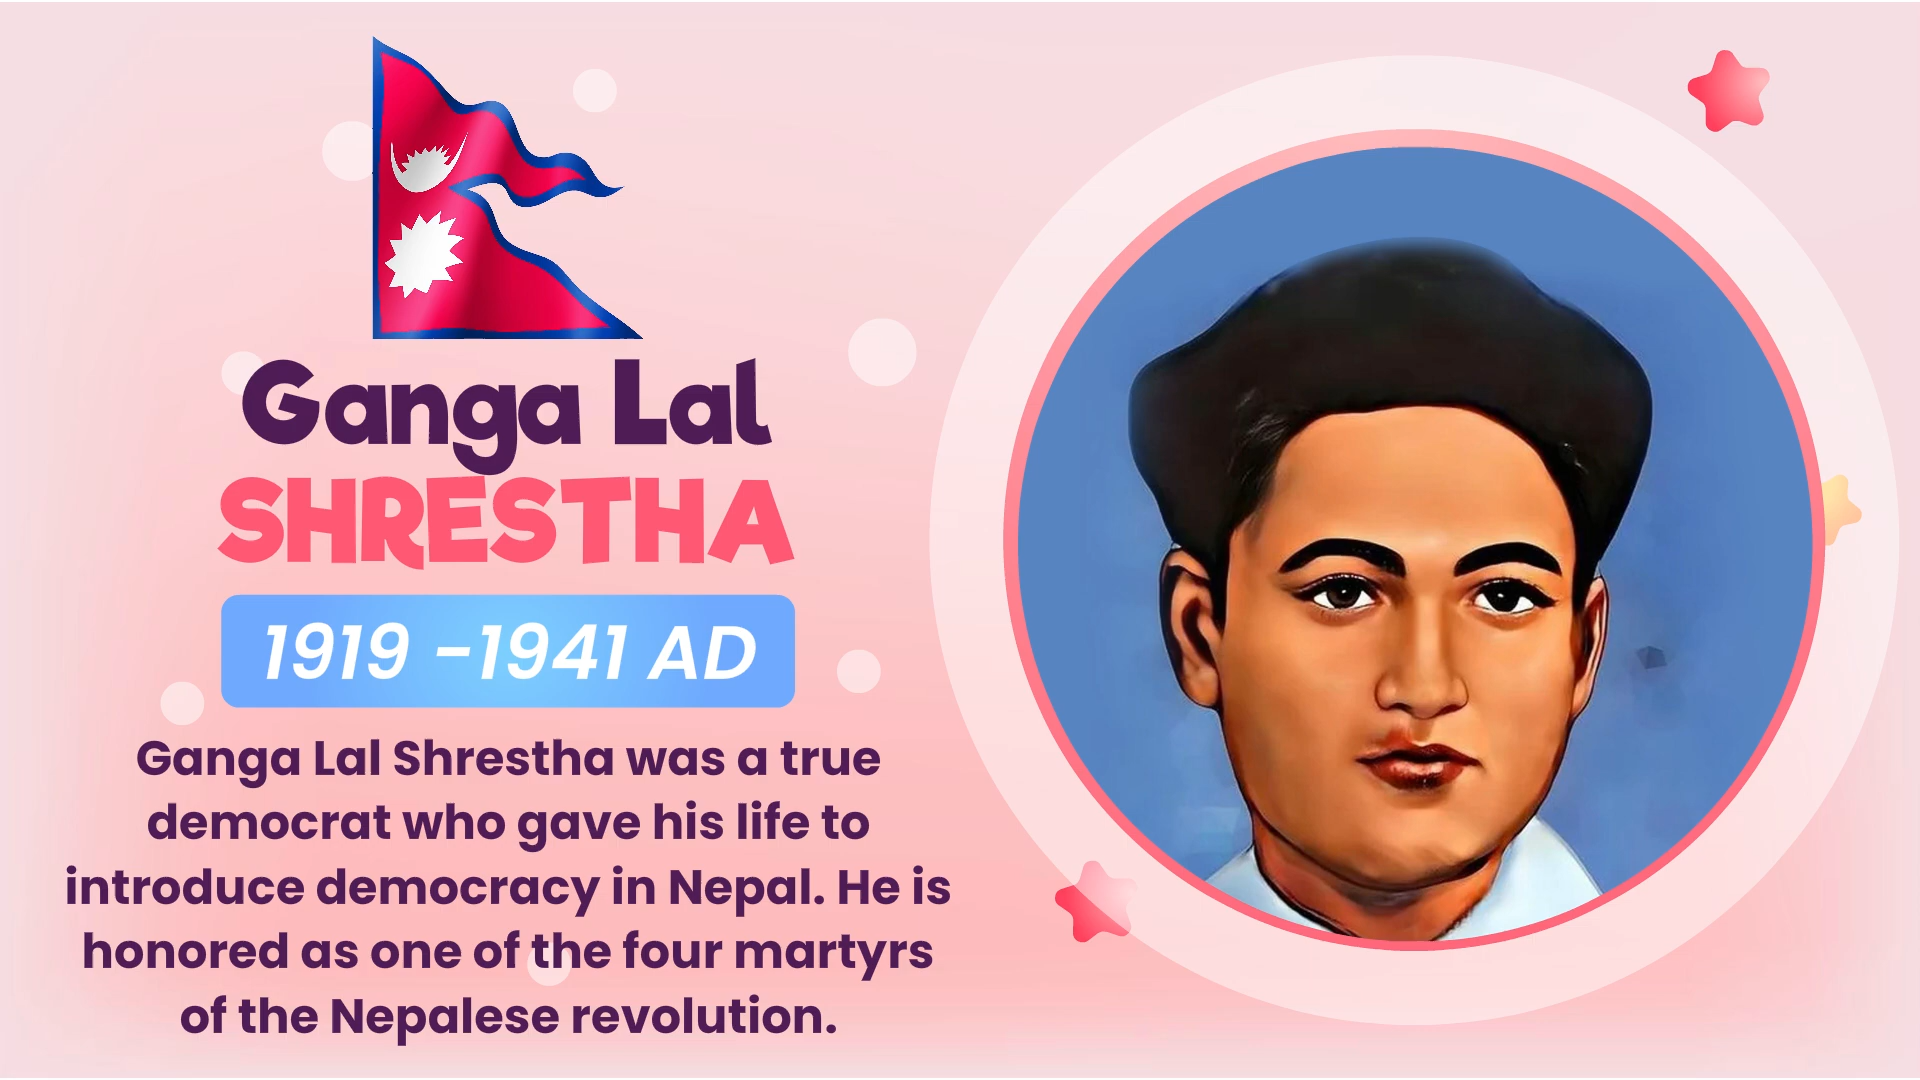 Ganga Lal
SHRESTHA
1919 -1941 AD
Ganga Lal Shrestha was a true
democrat who gave his life to
introduce democracy in Nepal. He is
honored as one of the four martyrs
of the Nepalese revolution.